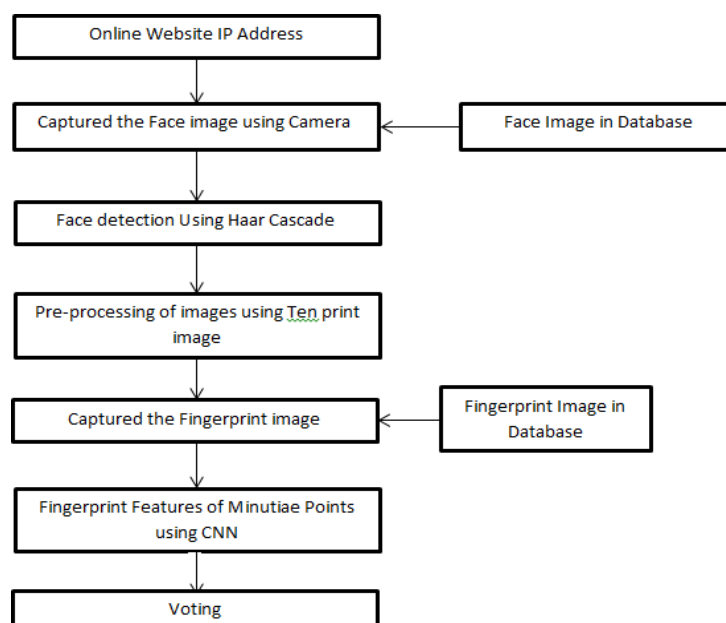 Online Website IP Address
Captured the Face image using Camera
Face Image in Database
Face detection Using Haar Cascade
Pre-processing of images using Ten print
image
Captured the Fingerprint image
Fingerprint Image in
Database
Fingerprint Features of Minutiae Points
using CNN
Voting